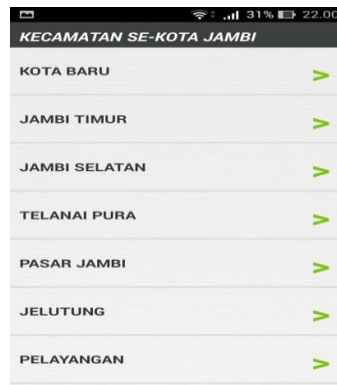 31% 22.00
KECAMATAN SE-KOTA JAMBI
KOTA BARU >
JAMBI TIMUR >
JAMBI SELATAN >
TELANAI PURA >
PASAR JAMBI >
JELUTUNG >
PELAYANGAN >